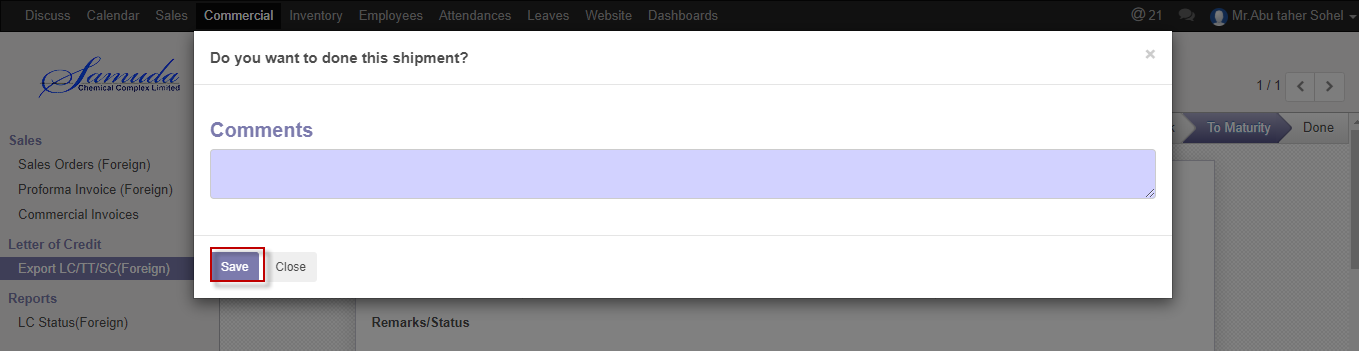 Discuss Calendar Sales Commercial Inventory Employees Attendances Leaves Website Dashboards @ 21 Mr.Abu taher Sohel
Do you want to done this shipment? ×
Samuda
Chemical Complex Limited
1 / 1
To Maturity Done
Comments
Sales
Sales Orders (Foreign)
Proforma Invoice (Foreign)
Commercial Invoices
Letter of Credit
Export LC/TT/SC(Foreign)
Save Close
Reports
LC Status(Foreign)
Remarks/Status